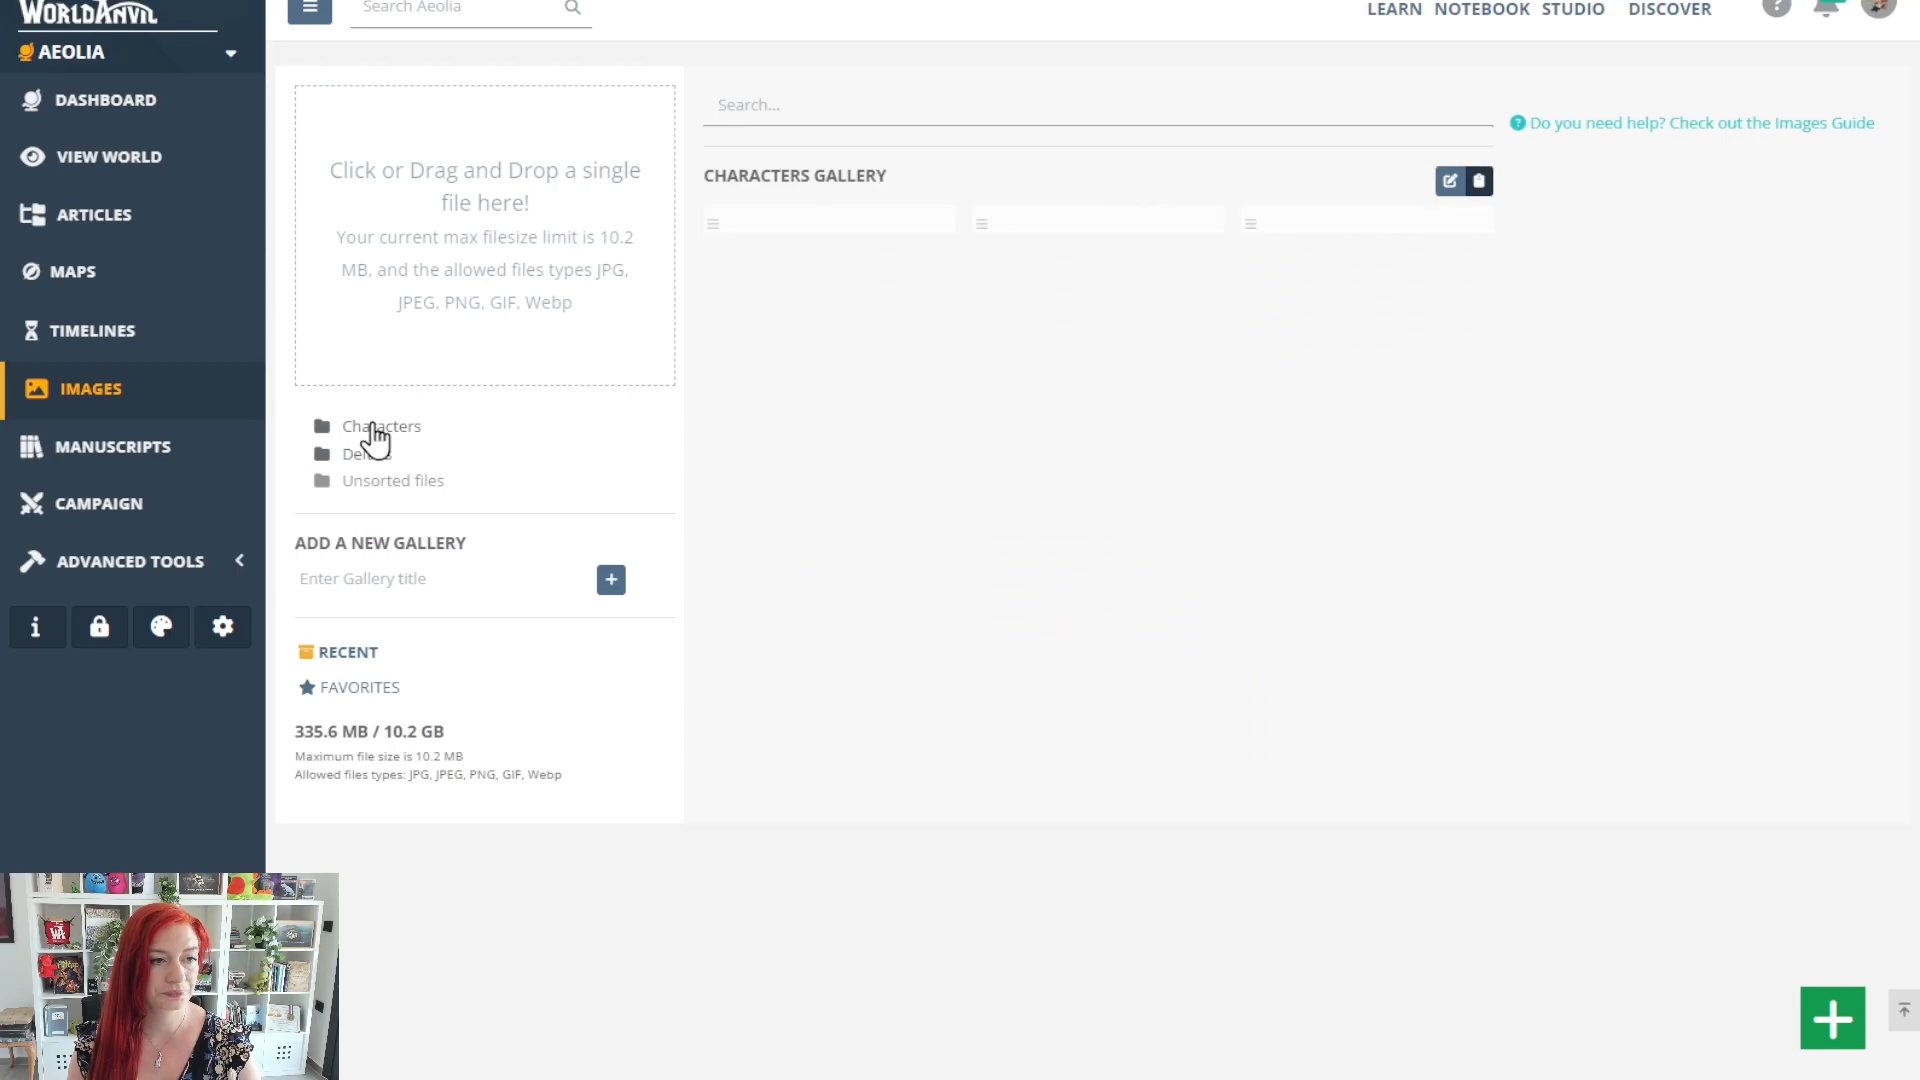 WORLDANVIL
AEOLIA
DASHBOARD
VIEW WORLD
ARTICLES
MAPS
TIMELINES
IMAGES
MANUSCRIPTS
CAMPAIGN
ADVANCED TOOLS
Search Aeolia
LEARN NOTEBOOK STUDIO DISCOVER
Click or Drag and Drop a single
file here!
Your current max filesize limit is 10.2
MB, and the allowed files types JPG,
JPEG, PNG, GIF, Webp
Characters
Unsorted files
ADD A NEW GALLERY
Enter Gallery title
RECENT
FAVORITES
335.6 MB / 10.2 GB
Maximum file size is 10.2 MB
Allowed files types: JPG, JPEG, PNG, GIF, Webp
Search...
Do you need help? Check out the Images Guide
CHARACTERS GALLERY